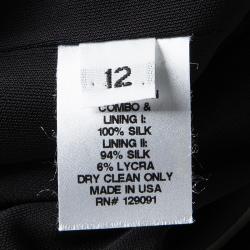 12
COMBO &
LINING I:
100% SILK
LINING II:
94% SILK
6% LYCRA
DRY CLEAN ONLY
MADE IN USA
RN# 129091